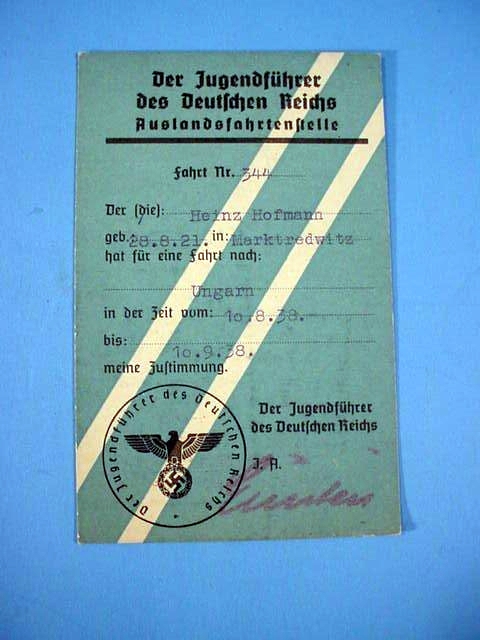 Der Jugendführer
des Deutschen Reichs
Auslandsfahrtenstelle
Fahrt Nr. 344
Der (die): Heinz Hofmann
geb. 28.8.21. in: Marktredwitz
hat für eine Fahrt nach:
Ungarn
in der Zeit vom: 10.8.38.
bis:
10.9.38.
meine Zustimmung.
Der Jugendführer
des Deutschen Reichs
J. A.
Der Jugendführer des Deutschen Reichs